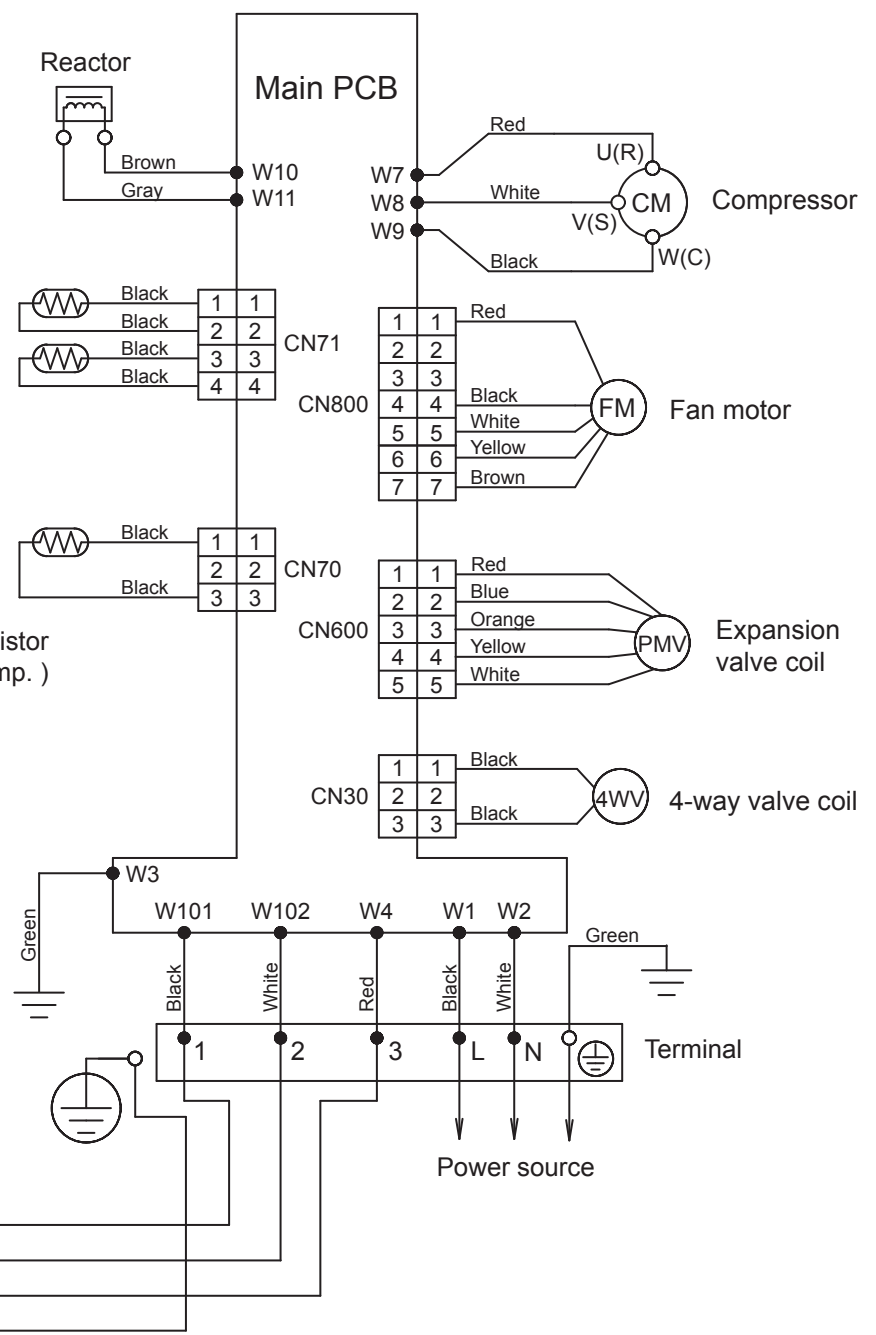 Reactor
Main PCB
Brown
W10
Gray
W11
Red
U(R)
W7
W8
White
V(S)
CM
Compressor
W9
Black
W(C)
Black
1 1
Black
2 2
CN71
Black
3 3
Black
4 4
Red
1 1
2 2
3 3
CN800
Black
4 4
White
5 5
Yellow
6 6
Brown
7 7
FM
Fan motor
Black
1 1
2 2
CN70
Black
3 3
Red
1 1
Blue
2 2
CN600
Orange
3 3
Yellow
4 4
White
5 5
PMV
Expansion
valve coil
istor
mp. )
Black
1 1
CN30
2 2
Black
3 3
4WV
4-way valve coil
W3
Green
W101 W102 W4 W1 W2
Black
White
Red
Black
White
Green
1 2 3 L N
Terminal
Power source